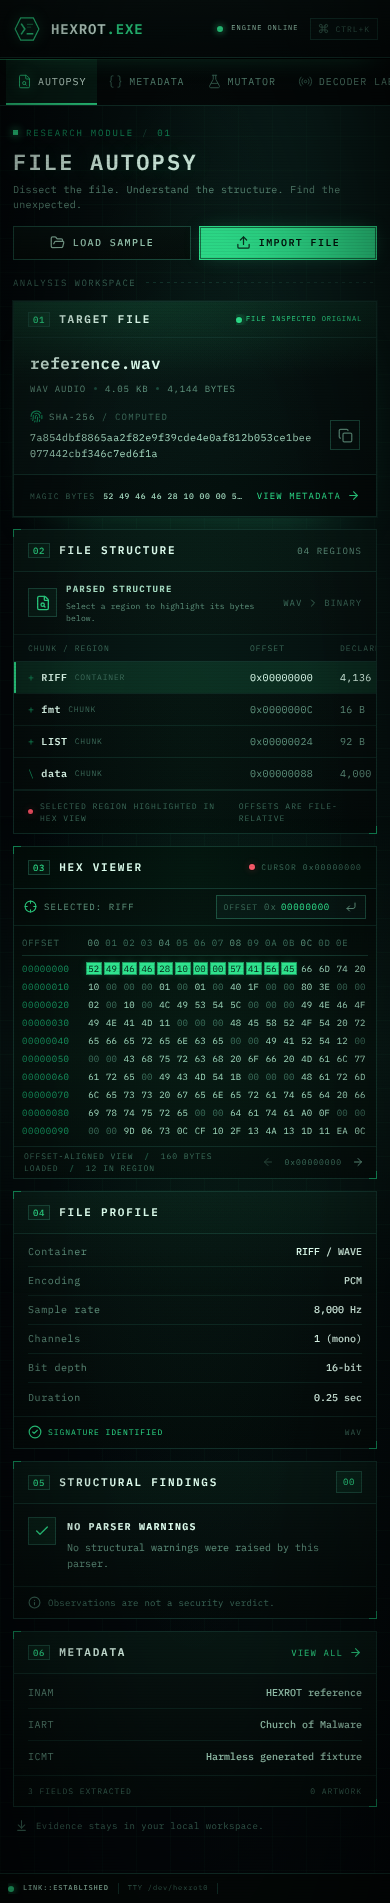 HEXROT.EXE
ENGINE ONLINE
⌘ CTRL+K
AUTOPSY
{} METADATA
MUTATOR
DECODER LA
RESEARCH MODULE / 01
FILE AUTOPSY
Dissect the file. Understand the structure. Find the
unexpected.
LOAD SAMPLE
IMPORT FILE
ANALYSIS WORKSPACE
01 TARGET FILE
FILE INSPECTED ORIGINAL
reference.wav
WAV AUDIO • 4.05 KB • 4,144 BYTES
SHA-256 / COMPUTED
7a854dbf8865aa2f82e9f39cde4e0af812b053ce1bee
077442cbf346c7ed6f1a
MAGIC BYTES 52 49 46 46 28 10 00 00 5… VIEW METADATA →
02 FILE STRUCTURE 04 REGIONS
PARSED STRUCTURE
Select a region to highlight its bytes
below.
WAV > BINARY
CHUNK / REGION OFFSET DECLAR
+ RIFF CONTAINER 0x00000000 4,136
+ fmt CHUNK 0x0000000C 16 B
+ LIST CHUNK 0x00000024 92 B
\ data CHUNK 0x00000088 4,000
SELECTED REGION HIGHLIGHTED IN
HEX VIEW
OFFSETS ARE FILE-
RELATIVE
03 HEX VIEWER CURSOR 0x00000000
SELECTED: RIFF OFFSET 0x 00000000
OFFSET 00 01 02 03 04 05 06 07 08 09 0A 0B 0C 0D 0E
00000000 52 49 46 46 28 10 00 00 57 41 56 45 66 6D 74 20
00000010 10 00 00 00 01 00 01 00 40 1F 00 00 80 3E 00 00
00000020 02 00 10 00 4C 49 53 54 5C 00 00 00 49 4E 46 4F
00000030 49 4E 41 4D 11 00 00 00 48 45 58 52 4F 54 20 72
00000040 65 66 65 72 65 6E 63 65 00 00 49 41 52 54 12 00
00000050 00 00 43 68 75 72 63 68 20 6F 66 20 4D 61 6C 77
00000060 61 72 65 00 49 43 4D 54 1B 00 00 00 48 61 72 6D
00000070 6C 65 73 73 20 67 65 6E 65 72 61 74 65 64 20 66
00000080 69 78 74 75 72 65 00 00 64 61 74 61 A0 0F 00 00
00000090 00 00 9D 06 73 0C CF 10 2F 13 4A 13 1D 11 EA 0C
OFFSET-ALIGNED VIEW / 160 BYTES
LOADED / 12 IN REGION
← 0x00000000 →
04 FILE PROFILE
Container RIFF / WAVE
Encoding PCM
Sample rate 8,000 Hz
Channels 1 (mono)
Bit depth 16-bit
Duration 0.25 sec
SIGNATURE IDENTIFIED WAV
05 STRUCTURAL FINDINGS 00
NO PARSER WARNINGS
No structural warnings were raised by this
parser.
Observations are not a security verdict.
06 METADATA VIEW ALL →
INAM HEXROT reference
IART Church of Malware
ICMT Harmless generated fixture
3 FIELDS EXTRACTED 0 ARTWORK
Evidence stays in your local workspace.
LINK::ESTABLISHED TTY /dev/hexrot0